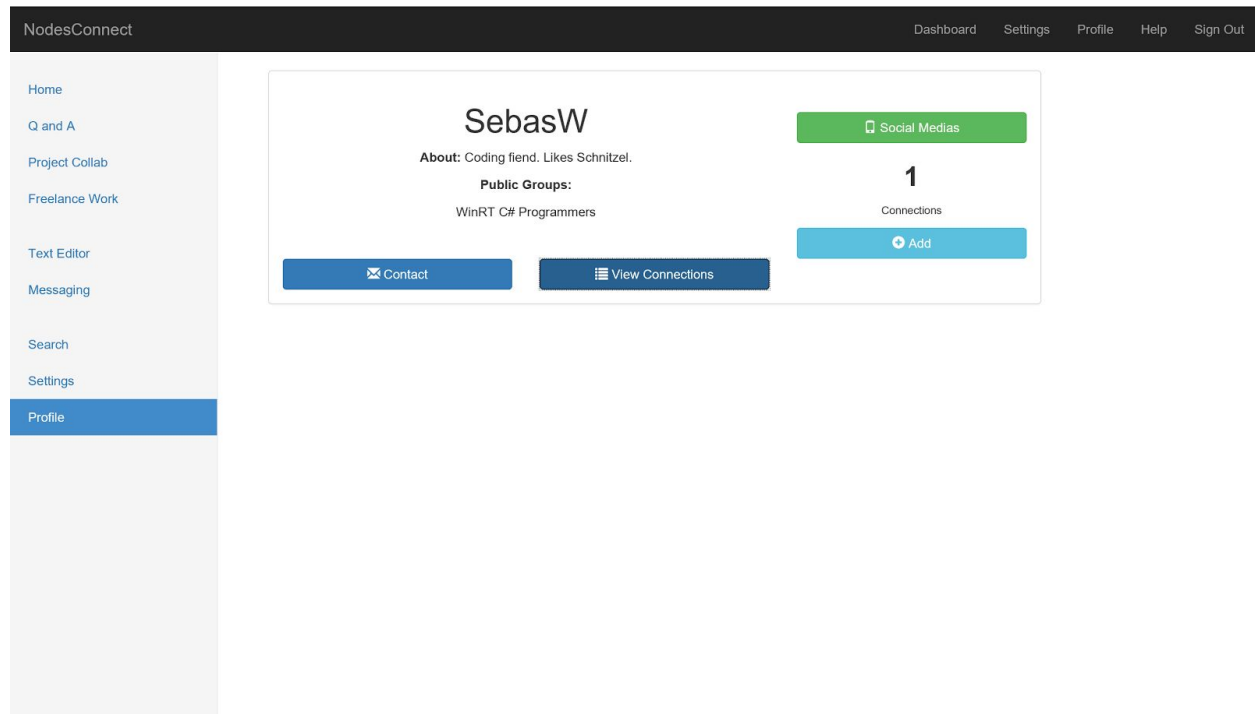 NodesConnect
Dashboard Settings Profile Help Sign Out
Home
Q and A
Project Collab
Freelance Work
Text Editor
Messaging
Search
Settings
Profile
SebasW
About: Coding fiend. Likes Schnitzel.
Public Groups:
WinRT C# Programmers
Contact
View Connections
Social Medias
1
Connections
Add